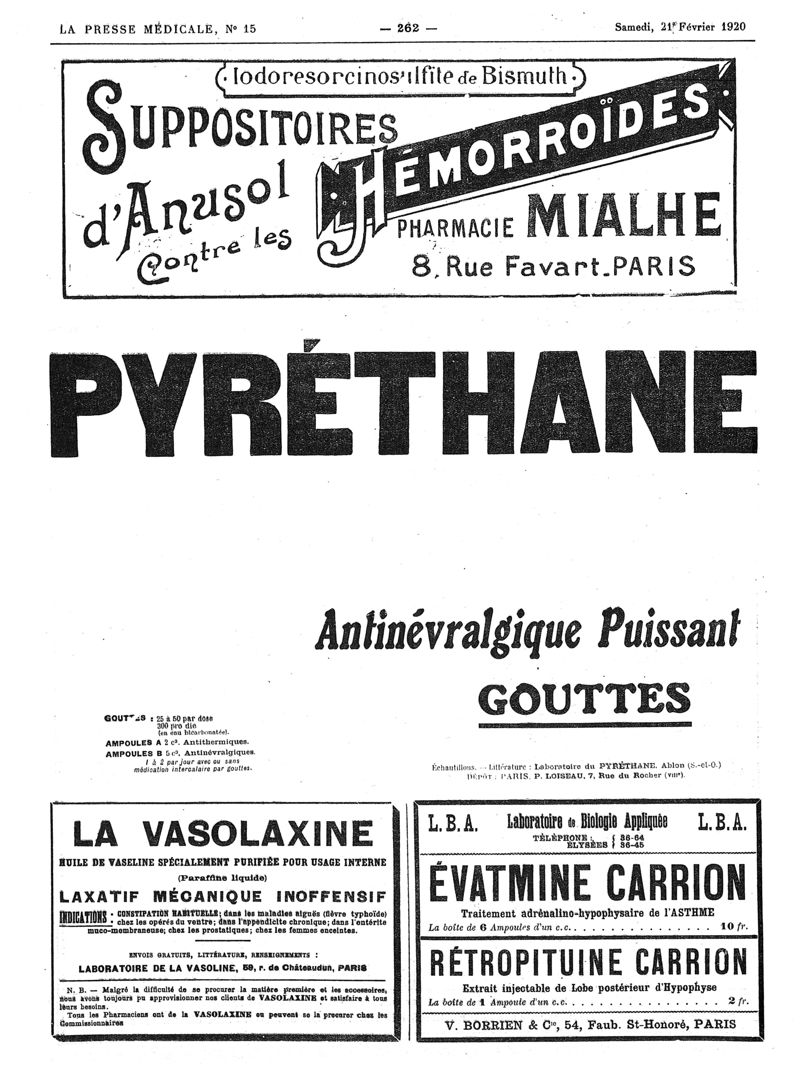 LA PRESSE MÉDICALE, Nº 15 — 262 — Samedi, 21 Février 1920
Iodoresorcinosulfite de Bismuth
SUPPOSITOIRES
d'Anusol
Contre les
HÉMORROÏDES
PHARMACIE MIALHE
8, Rue Favart_PARIS
PYRÉTHANE
Antinévralgique Puissant
GOUTTES
GOUTTES : 25 à 50 par dose
300 pro die
(en eau bicarbonatée).
AMPOULES A 2 cᵌ. Antithermiques.
AMPOULES B 5 cᵌ. Antinévralgiques.
1 à 2 par jour avec ou sans
médication intercalaire par gouttes.
Échantillons. — Littérature : Laboratoire du PYRÉTHANE, Ablon (S.-et-O.)
DÉPÔT : PARIS, P. LOISEAU, 7, Rue du Rocher (VIIIᵉ).
LA VASOLAXINE
HUILE DE VASELINE SPÉCIALEMENT PURIFIÉE POUR USAGE INTERNE
(Paraffine liquide)
LAXATIF MÉCANIQUE INOFFENSIF
INDICATIONS : CONSTIPATION HABITUELLE; dans les maladies aiguës (fièvre typhoïde)
chez les opérés du ventre; dans l'appendicite chronique; dans l'entérite
muco-membraneuse; chez les prostatiques; chez les femmes enceintes.
ENVOIS GRATUITS, LITTÉRATURE, RENSEIGNEMENTS :
LABORATOIRE DE LA VASOLINE, 59, r. de Châteaudun, PARIS
N. B. — Malgré la difficulté de se procurer la matière première et les accessoires,
nous avons toujours pu approvisionner nos clients de VASOLAXINE et satisfaire à tous
leurs besoins.
Tous les Pharmaciens ont de la VASOLAXINE ou peuvent se la procurer chez les
Commissionnaires
L.B.A. Laboratoire de Biologie Appliquée L.B.A.
TÉLÉPHONE : 36-64
ÉLYSÉES 36-45
ÉVATMINE CARRION
Traitement adrénalino-hypophysaire de l'ASTHME
La boîte de 6 Ampoules d'un c.c. . . . . . . . . . . . . . . . 10 fr.
RÉTROPITUINE CARRION
Extrait injectable de Lobe postérieur d'Hypophyse
La boîte de 1 Ampoule d'un c.c. . . . . . . . . . . . . . . . 2 fr.
V. BORRIEN & Cⁱᵉ, 54, Faub. St-Honoré, PARIS